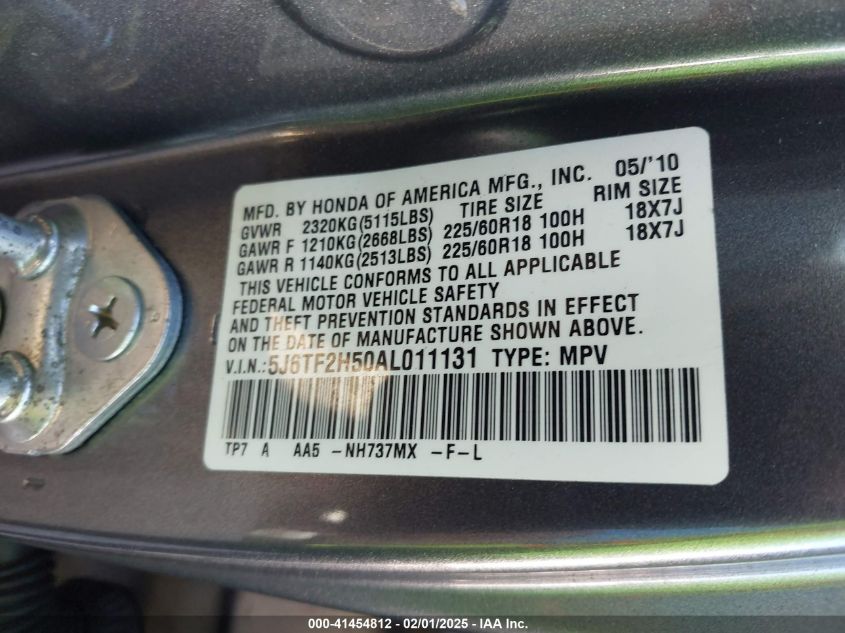 MFD. BY HONDA OF AMERICA MFG., INC. 05/'10
GVWR 2320KG(5115LBS) TIRE SIZE RIM SIZE
GAWR F 1210KG(2668LBS) 225/60R18 100H 18X7J
GAWR R 1140KG(2513LBS) 225/60R18 100H 18X7J
THIS VEHICLE CONFORMS TO ALL APPLICABLE
FEDERAL MOTOR VEHICLE SAFETY
AND THEFT PREVENTION STANDARDS IN EFFECT
ON THE DATE OF MANUFACTURE SHOWN ABOVE.
V.I.N.: 5J6TF2H50AL011131 TYPE: MPV
TP7 A AA5 -NH737MX -F-L
000-41454812 - 02/01/2025 - IAA Inc.